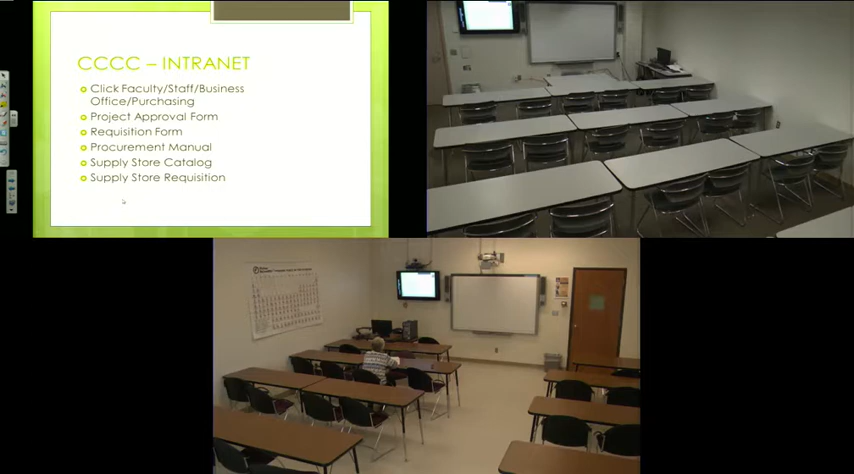 CCCC – INTRANET
Click Faculty/Staff/Business
Office/Purchasing
Project Approval Form
Requisition Form
Procurement Manual
Supply Store Catalog
Supply Store Requisition